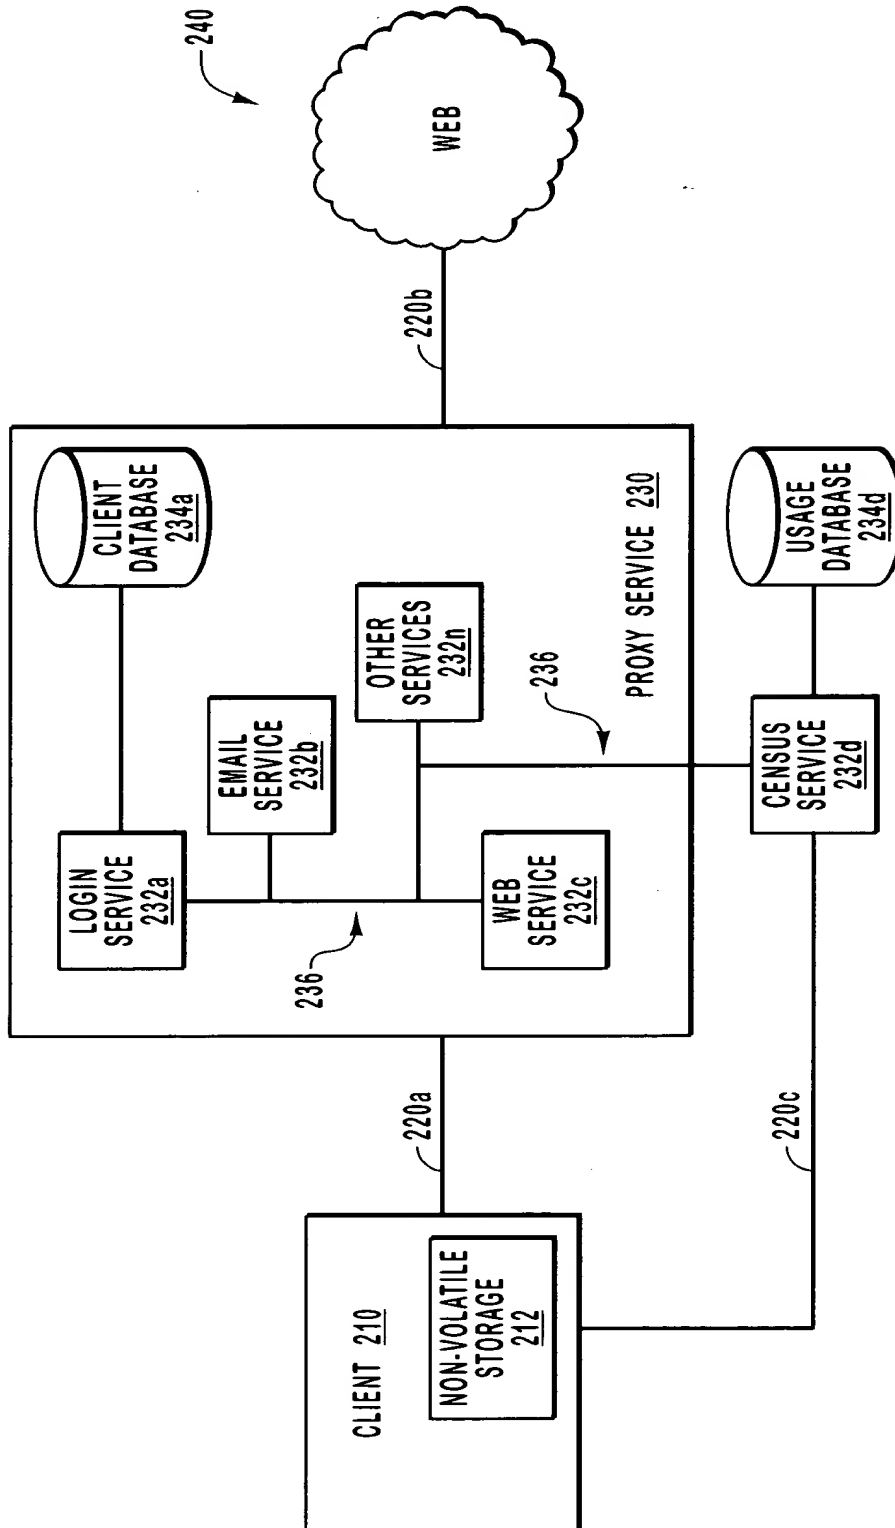 CLIENT 210
NON-VOLATILE
STORAGE
212
220a
220c
LOGIN
SERVICE
232a
CLIENT
DATABASE
234a
EMAIL
SERVICE
232b
OTHER
SERVICES
232n
236
WEB
SERVICE
232c
236
PROXY SERVICE 230
CENSUS
SERVICE
232d
USAGE
DATABASE
234d
220b
WEB
240